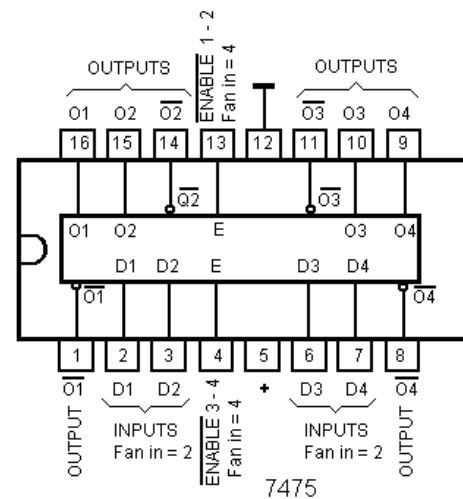 OUTPUTS
ENABLE 1 - 2
Fan in = 4
OUTPUTS
O1 O2 O2 O3 O3 O4
16 15 14 13 12 11 10 9
Q2 O3
O1 O2 E O3 O4
D1 D2 E D3 D4
O1 O4
1 2 3 4 5 6 7 8
O1 D1 D2 + D3 D4 O4
OUTPUT
INPUTS
Fan in = 2
ENABLE 3 - 4
Fan in = 4
INPUTS
Fan in = 2
OUTPUT
7475